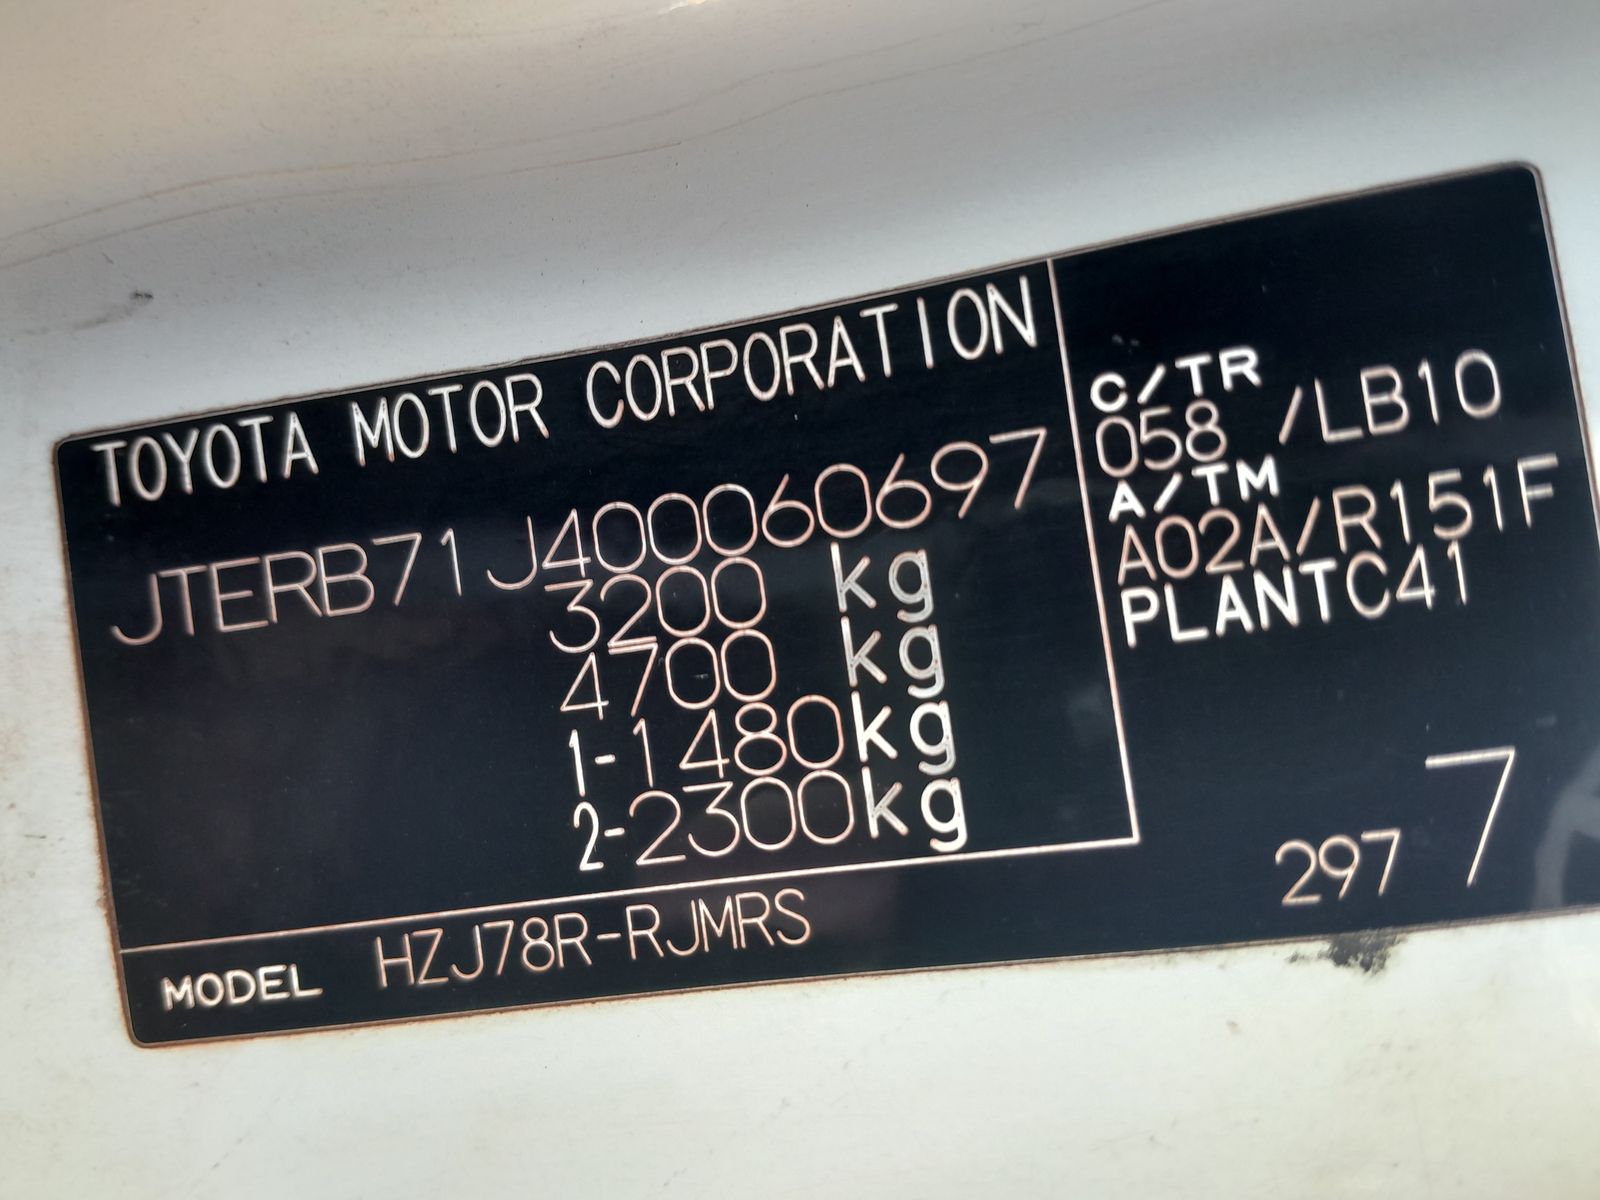 TOYOTA MOTOR CORPORATION
JTERB71J400060697
3200 kg
4700 kg
1-1480kg
2-2300kg
MODEL HZJ78R-RJMRS
C/TR
058 /LB10
A/TM
A02A/R151F
PLANTC41
297 7